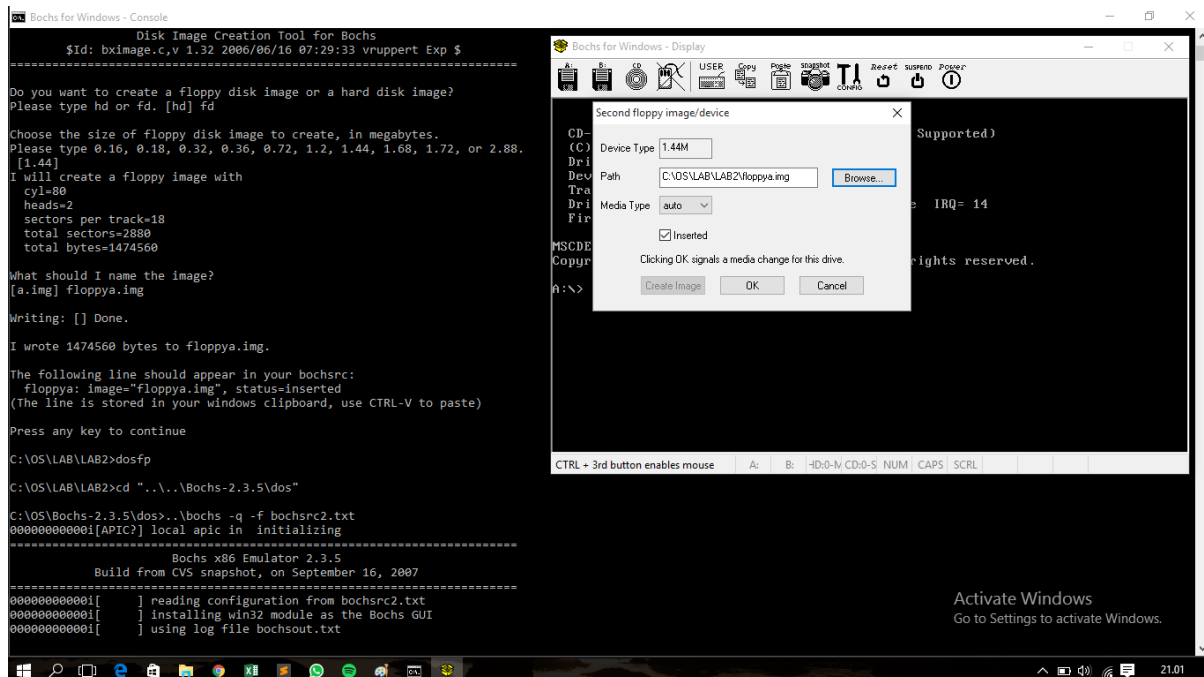 Bochs for Windows - Console
Disk Image Creation Tool for Bochs
$Id: bximage.c,v 1.32 2006/06/16 07:29:33 vruppert Exp $
========================================================================
Do you want to create a floppy disk image or a hard disk image?
Please type hd or fd. [hd] fd
Choose the size of floppy disk image to create, in megabytes.
Please type 0.16, 0.18, 0.32, 0.36, 0.72, 1.2, 1.44, 1.68, 1.72, or 2.88.
[1.44]
I will create a floppy image with
cyl=80
heads=2
sectors per track=18
total sectors=2880
total bytes=1474560
What should I name the image?
[a.img] floppya.img
Writing: [] Done.
I wrote 1474560 bytes to floppya.img.
The following line should appear in your bochsrc:
floppya: image="floppya.img", status=inserted
(The line is stored in your windows clipboard, use CTRL-V to paste)
Press any key to continue
C:\OS\LAB\LAB2>dosfp
C:\OS\LAB\LAB2>cd "..\..\Bochs-2.3.5\dos"
C:\OS\Bochs-2.3.5\dos>..\bochs -q -f bochsrc2.txt
00000000000i[APIC?] local apic in  initializing
========================================================================
Bochs x86 Emulator 2.3.5
Build from CVS snapshot, on September 16, 2007
========================================================================
00000000000i[     ] reading configuration from bochsrc2.txt
00000000000i[     ] installing win32 module as the Bochs GUI
00000000000i[     ] using log file bochsout.txt
Bochs for Windows - Display
A: B: CD USER Copy Paste snapshot CONFIG Reset SUSPEND Power
CD- Supported)
(C)
Dri
Dev
Tra
Dri e  IRQ= 14
Fir
MSCDE
Copyr rights reserved.
A:\>
Second floppy image/device
Device Type 1.44M
Path C:\OS\LAB\LAB2\floppya.img Browse...
Media Type auto
Inserted
Clicking OK signals a media change for this drive.
Create Image OK Cancel
CTRL + 3rd button enables mouse A: B: HD:0-M CD:0-S NUM CAPS SCRL
Activate Windows
Go to Settings to activate Windows.
21.01